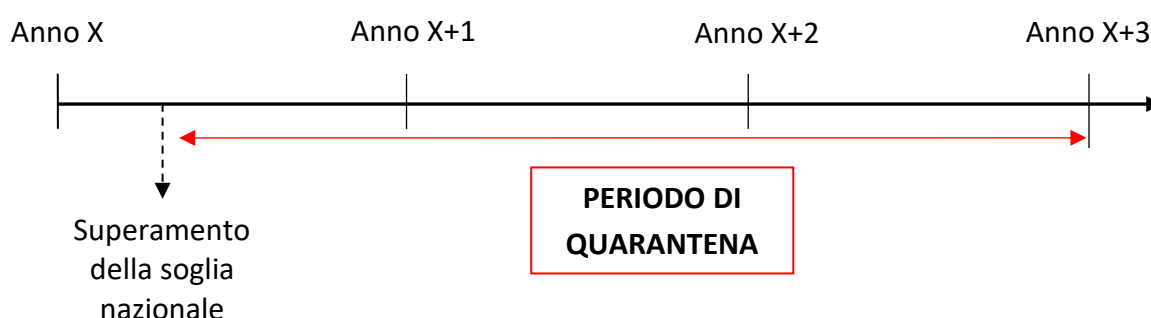 Anno X
Anno X+1
Anno X+2
Anno X+3
PERIODO DI
QUARANTENA
Superamento
della soglia
nazionale